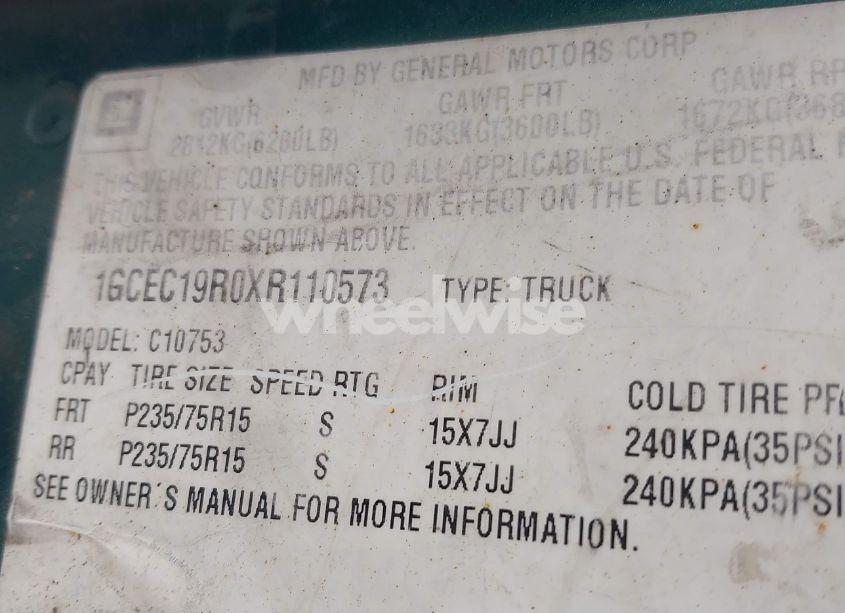 MFD BY GENERAL MOTORS CORP
GVWR GAWR FRT GAWR RR
2812KG(6200LB) 1633KG(3600LB) 1672KG(368
THIS VEHICLE CONFORMS TO ALL APPLICABLE U.S. FEDERAL
VEHICLE SAFETY STANDARDS IN EFFECT ON THE DATE OF
MANUFACTURE SHOWN ABOVE.
1GCEC19R0XR110573 TYPE: TRUCK
wheelwise
MODEL: C10753
CPAY TIRE SIZE SPEED RTG RIM COLD TIRE
FRT P235/75R15 S 15X7JJ 240KPA(35PSI
RR P235/75R15 S 15X7JJ 240KPA(35PSI
SEE OWNER'S MANUAL FOR MORE INFORMATION.